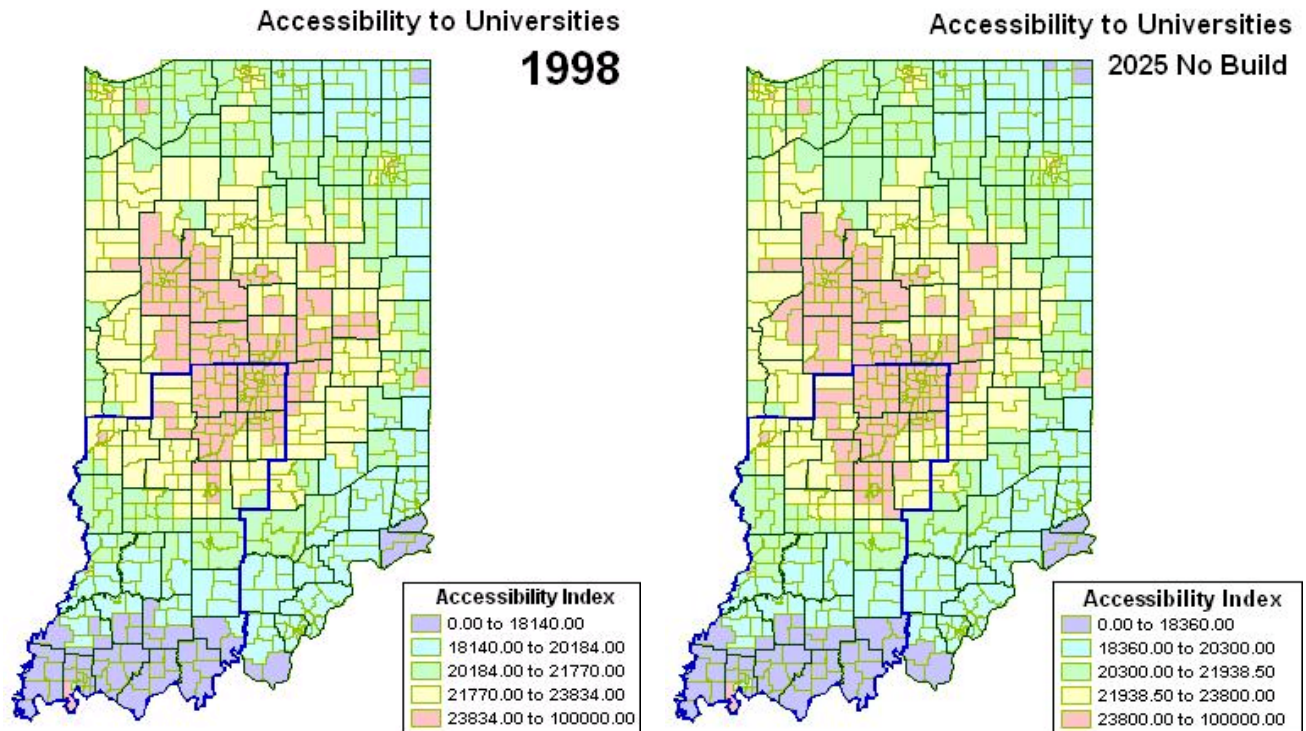 Accessibility to Universities
1998
Accessibility Index
0.00 to 18140.00
18140.00 to 20184.00
20184.00 to 21770.00
21770.00 to 23834.00
23834.00 to 100000.00
Accessibility to Universities
2025 No Build
Accessibility Index
0.00 to 18360.00
18360.00 to 20300.00
20300.00 to 21938.50
21938.50 to 23800.00
23800.00 to 100000.00